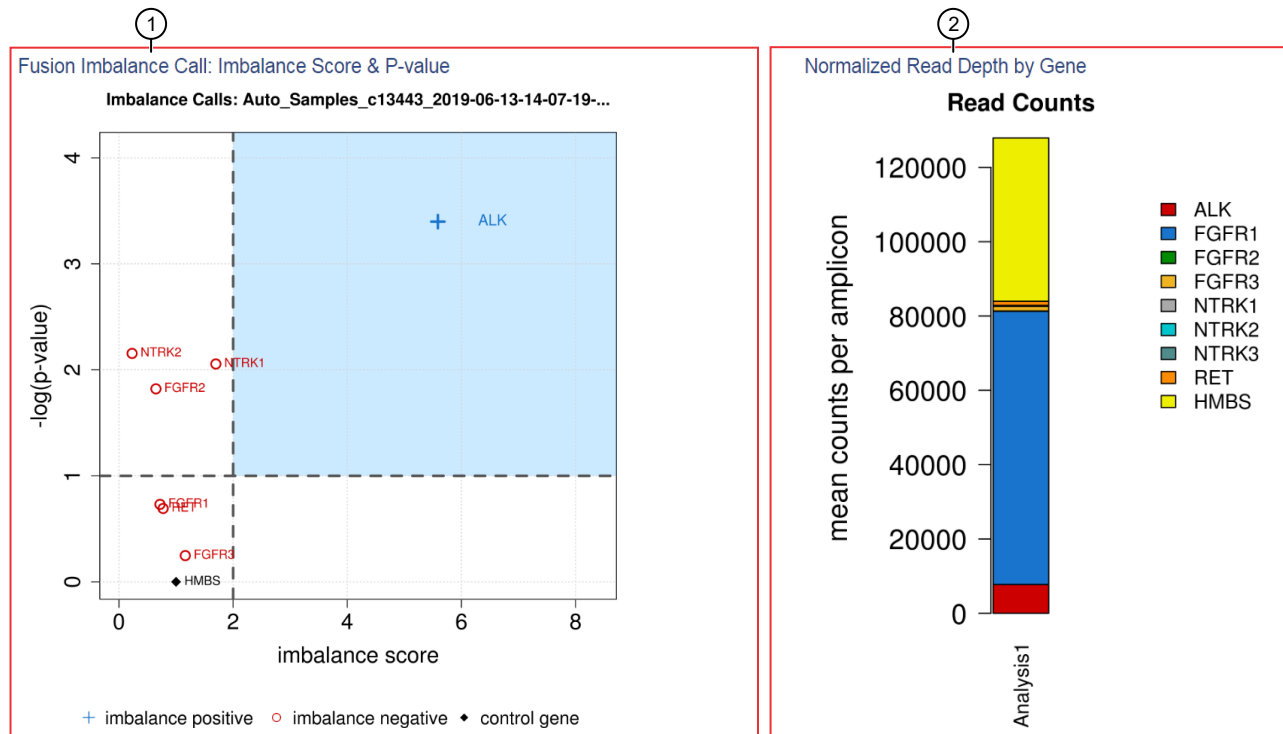 1
2
Fusion Imbalance Call: Imbalance Score & P-value
Imbalance Calls: Auto_Samples_c13443_2019-06-13-14-07-19-...
-log(p-value)
4
3
2
1
0
ALK
NTRK2
NTRK1
FGFR2
FGFR1
RET
FGFR3
HMBS
0 2 4 6 8
imbalance score
imbalance positive imbalance negative control gene
Normalized Read Depth by Gene
Read Counts
mean counts per amplicon
120000
100000
80000
60000
40000
20000
0
Analysis1
ALK
FGFR1
FGFR2
FGFR3
NTRK1
NTRK2
NTRK3
RET
HMBS